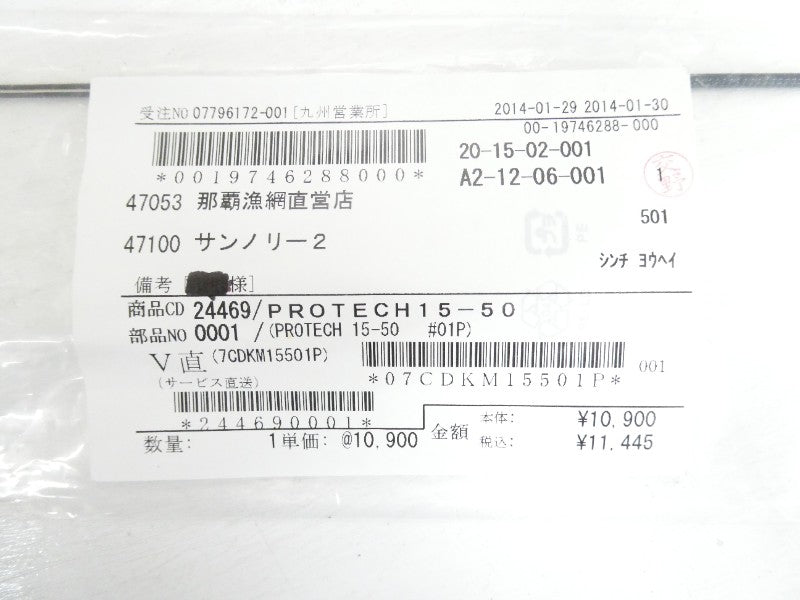 受注NO 07796172-001[九州営業所]
2014-01-29 2014-01-30
00-19746288-000
*0019746288000*
20-15-02-001
A2-12-06-001
1
47053 那覇漁網直営店
501
47100 サンノリー2
PE
ｼﾝﾁ ﾖｳﾍｲ
備考 [様]
商品CD 24469/PROTECH15-50
部品NO 0001 /(PROTECH 15-50 #01P)
V直(7CDKM15501P)
(サービス直送)
001
*07CDKM15501P*
*244690001*
数量: 1単価: @10,900
金額 本体: ¥10,900
税込: ¥11,445